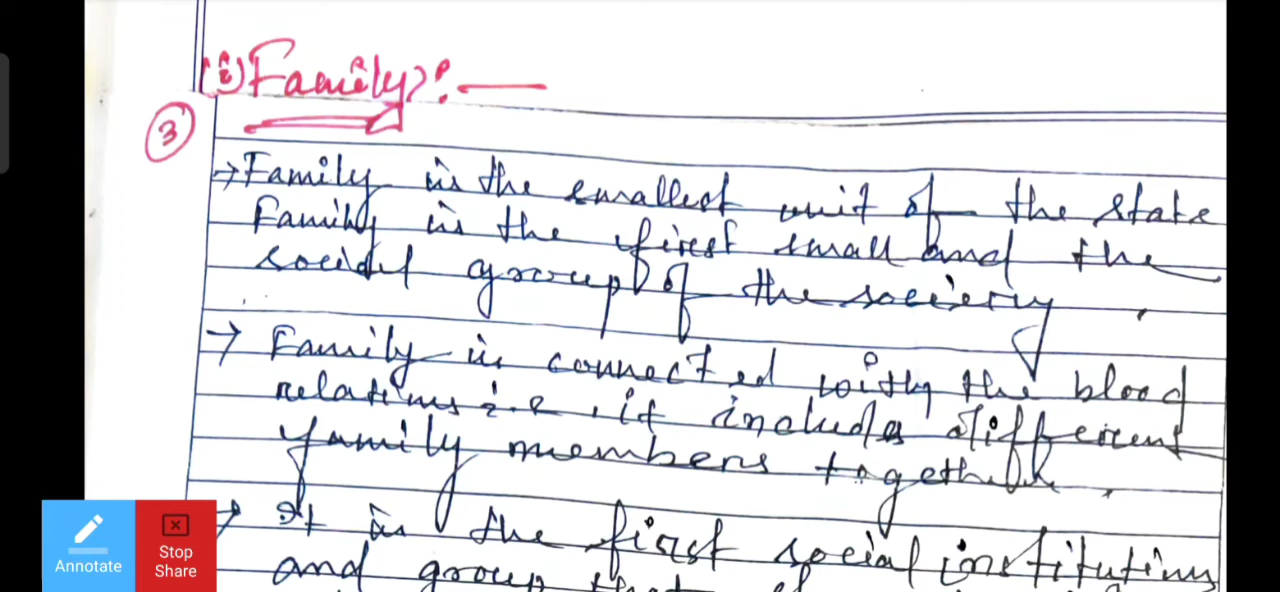 (i) Family :—
3
→ Family is the smallest unit of the state
Family is the first small and the
social group of the society.
→ Family is connected with the blood
relations i.e., it includes different
family members together.
→ It is the first social institutions
and group that
Annotate
Stop
Share